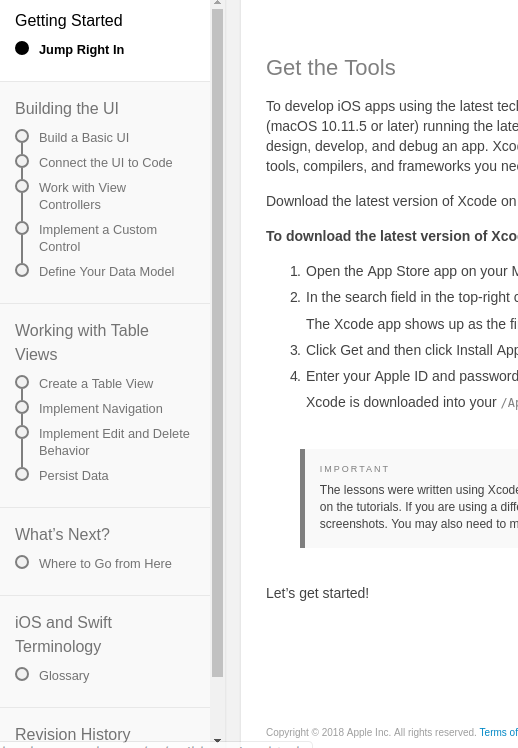 Getting Started
Jump Right In
Building the UI
Build a Basic UI
Connect the UI to Code
Work with View
Controllers
Implement a Custom
Control
Define Your Data Model
Working with Table
Views
Create a Table View
Implement Navigation
Implement Edit and Delete
Behavior
Persist Data
What's Next?
Where to Go from Here
iOS and Swift
Terminology
Glossary
Revision History
Get the Tools
To develop iOS apps using the latest
(macOS 10.11.5 or later) running the
design, develop, and debug an app.
tools, compilers, and frameworks you
Download the latest version of Xcode on
To download the latest version of
1. Open the App Store app on your
2. In the search field in the top-right
The Xcode app shows up as the
3. Click Get and then click Install
4. Enter your Apple ID and password
Xcode is downloaded into your
IMPORTANT
The lessons were written using Xcode
on the tutorials. If you are using a
screenshots. You may also need to
Let's get started!
Copyright © 2018 Apple Inc. All rights reserved. Terms of